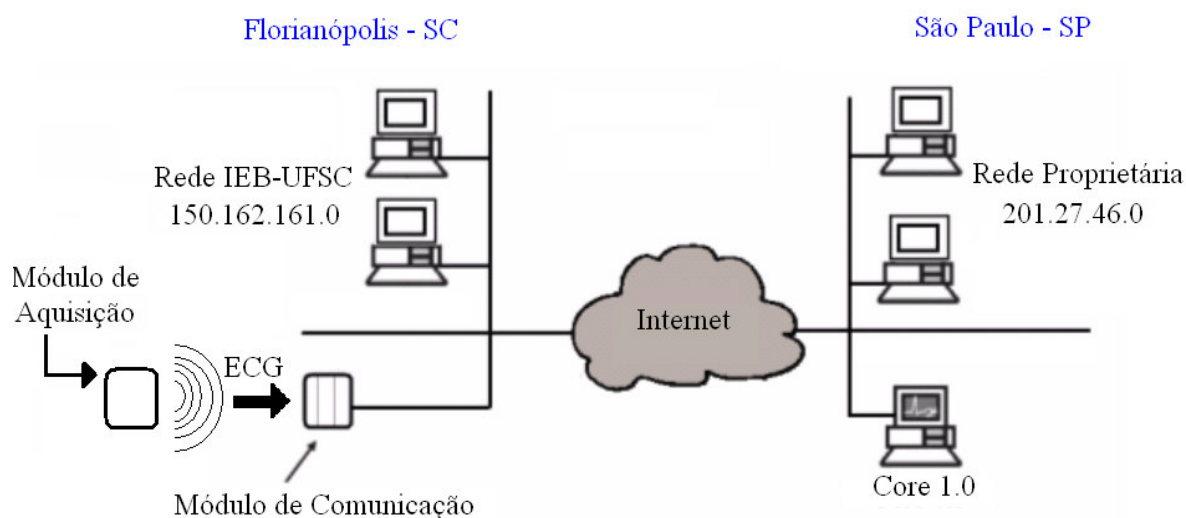 Florianópolis - SC
São Paulo - SP
Rede IEB-UFSC
150.162.161.0
Rede Proprietária
201.27.46.0
Módulo de
Aquisição
ECG
Internet
Módulo de Comunicação
Core 1.0